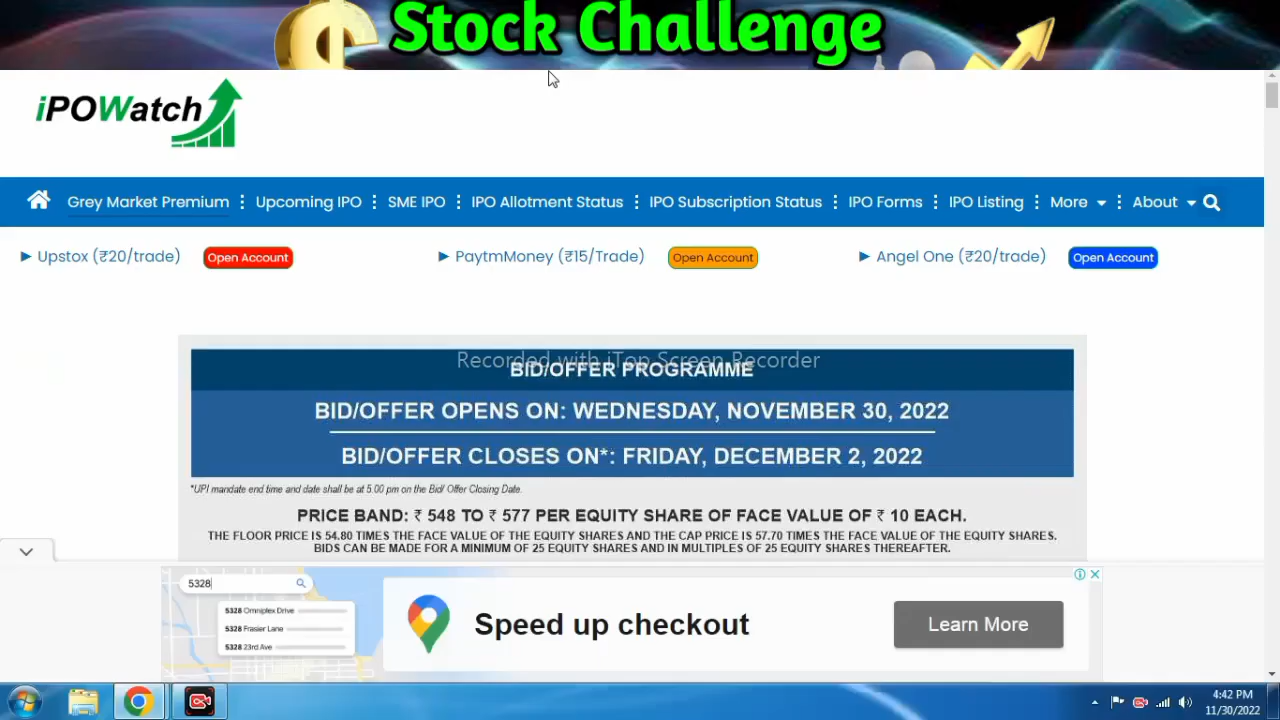 Stock Challenge
iPOWatch
Grey Market Premium
Upcoming IPO
SME IPO
IPO Allotment Status
IPO Subscription Status
IPO Forms
IPO Listing
More
About
► Upstox (₹20/trade)
Open Account
► PaytmMoney (₹15/Trade)
Open Account
► Angel One (₹20/trade)
Open Account
Recorded with iTop Screen Recorder
BID/OFFER PROGRAMME
BID/OFFER OPENS ON: WEDNESDAY, NOVEMBER 30, 2022
BID/OFFER CLOSES ON*: FRIDAY, DECEMBER 2, 2022
*UPI mandate end time and date shall be at 5.00 pm on the Bid/ Offer Closing Date.
PRICE BAND: ₹ 548 TO ₹ 577 PER EQUITY SHARE OF FACE VALUE OF ₹ 10 EACH.
THE FLOOR PRICE IS 54.80 TIMES THE FACE VALUE OF THE EQUITY SHARES AND THE CAP PRICE IS 57.70 TIMES THE FACE VALUE OF THE EQUITY SHARES.
BIDS CAN BE MADE FOR A MINIMUM OF 25 EQUITY SHARES AND IN MULTIPLES OF 25 EQUITY SHARES THEREAFTER.
5328
5328 Omniplex Drive
5328 Frasier Lane
5328 23rd Ave
Speed up checkout
Learn More
4:42 PM
11/30/2022